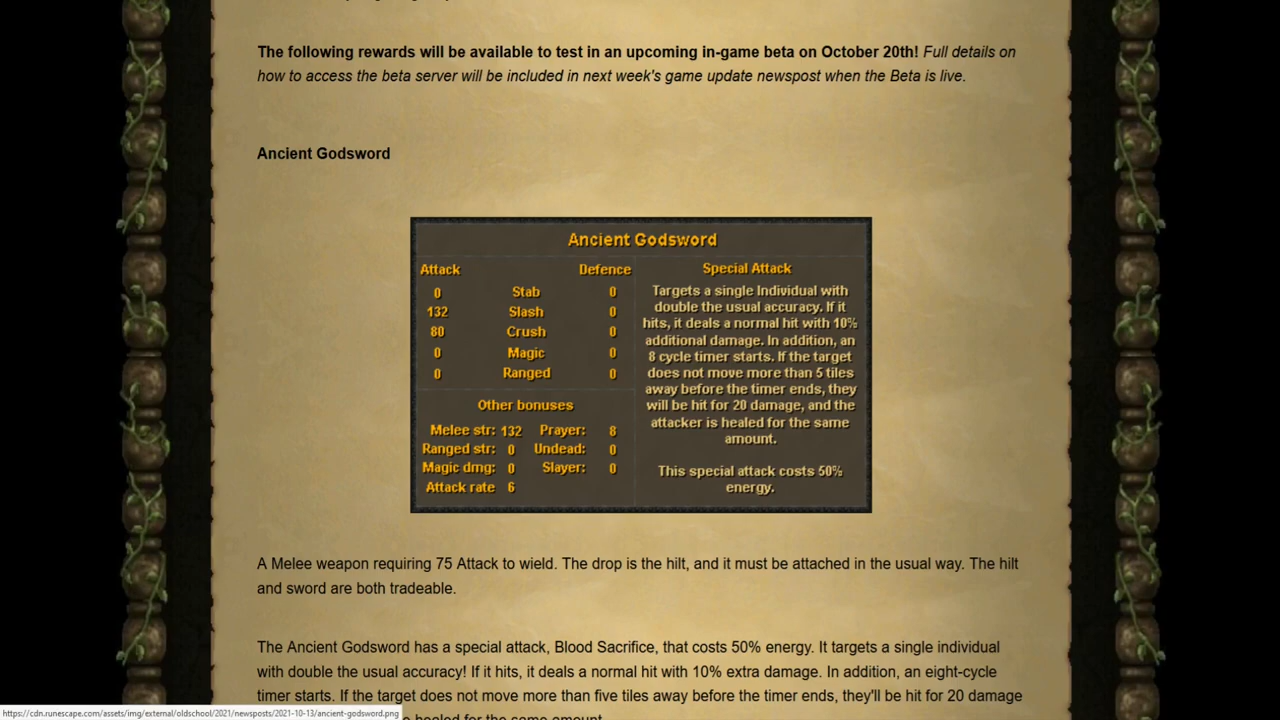 The following rewards will be available to test in an upcoming in-game beta on October 20th! Full details on
how to access the beta server will be included in next week's game update newspost when the Beta is live.
Ancient Godsword
Ancient Godsword
Attack Defence
0 Stab 0
132 Slash 0
80 Crush 0
0 Magic 0
0 Ranged 0
Other bonuses
Melee str: 132 Prayer: 8
Ranged str: 0 Undead: 0
Magic dmg: 0 Slayer: 0
Attack rate 6
Special Attack
Targets a single Individual with
double the usual accuracy. If it
hits, it deals a normal hit with 10%
additional damage. In addition, an
8 cycle timer starts. If the target
does not move more than 5 tiles
away before the timer ends, they
will be hit for 20 damage, and the
attacker is healed for the same
amount.
This special attack costs 50%
energy.
A Melee weapon requiring 75 Attack to wield. The drop is the hilt, and it must be attached in the usual way. The hilt
and sword are both tradeable.
The Ancient Godsword has a special attack, Blood Sacrifice, that costs 50% energy. It targets a single individual
with double the usual accuracy! If it hits, it deals a normal hit with 10% extra damage. In addition, an eight-cycle
timer starts. If the target does not move more than five tiles away before the timer ends, they'll be hit for 20 damage
healed for the same amount.
https://cdn.runescape.com/assets/img/external/oldschool/2021/newsposts/2021-10-13/ancient-godsword.png